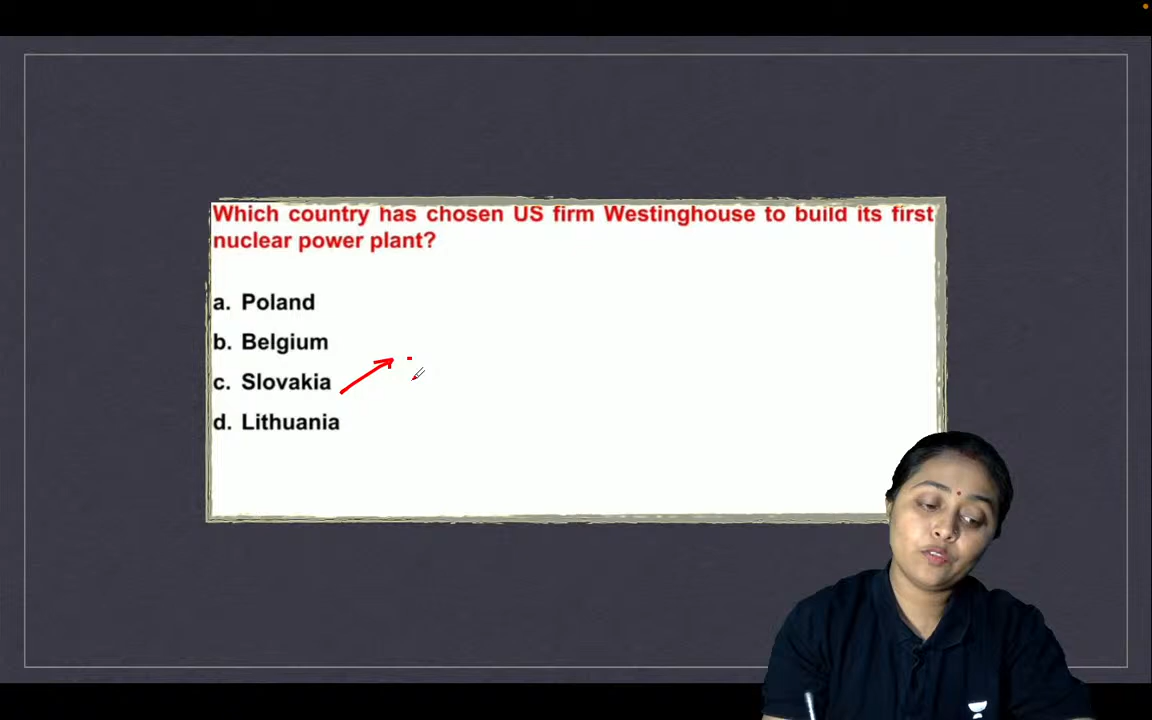 Which country has chosen US firm Westinghouse to build its first
nuclear power plant?
a. Poland
b. Belgium
c. Slovakia
d. Lithuania